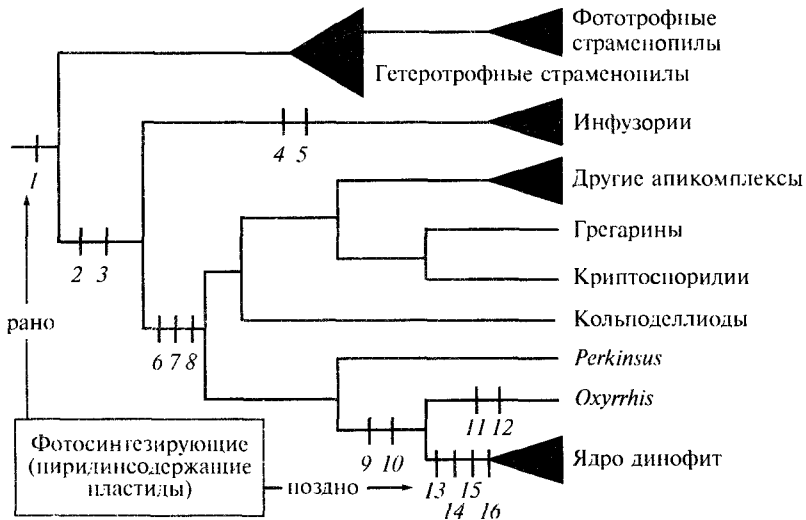 Фототрофные
страменопилы
Гетеротрофные страменопилы
1
4 5
Инфузории
Другие апикомплексы
2 3
Грегарины
Криптоспоридии
рано
6 7 8
Кольподеллиоды
Perkinsus
11 12
Oxyrrhis
Фотосинтезирующие
(пиридинсодержащие
пластиды)
9 10
Ядро динофит
поздно
13 15
14 16